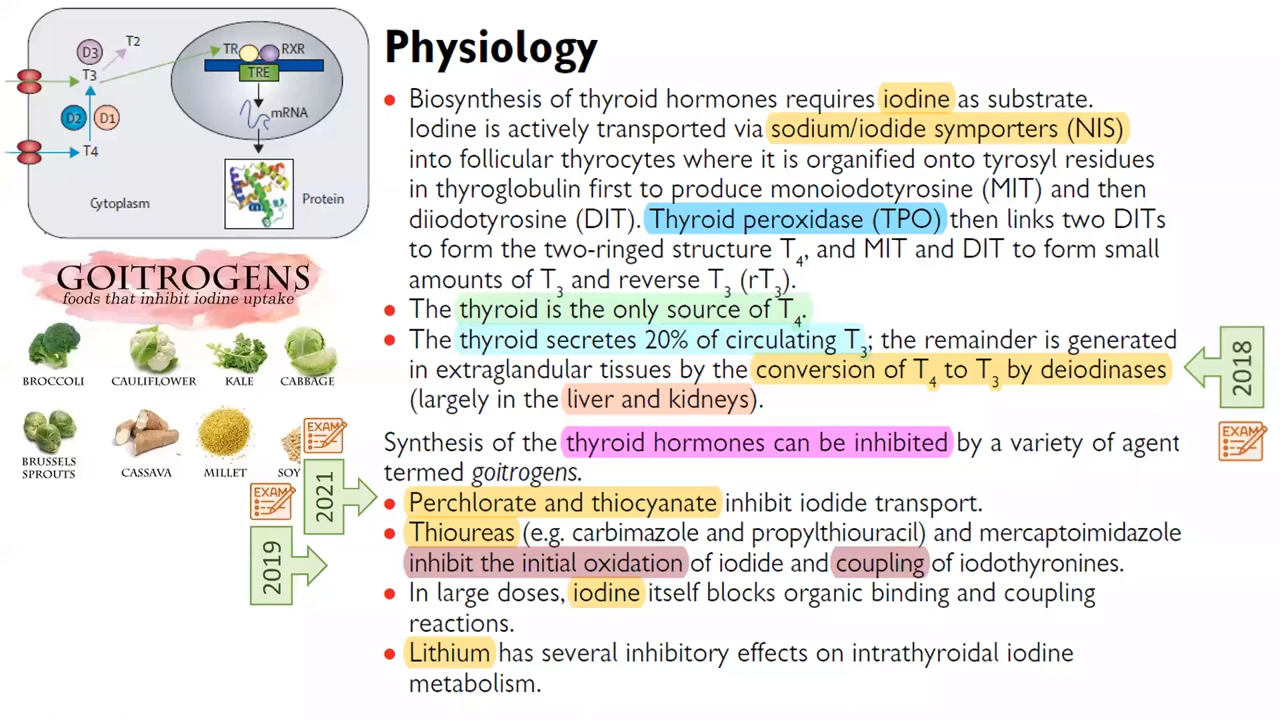 D3
T2
T3
D2
D1
T4
Cytoplasm
TR
RXR
TRE
mRNA
Protein
GOITROGENS
foods that inhibit iodine uptake
BROCCOLI
CAULIFLOWER
KALE
CABBAGE
BRUSSELS
SPROUTS
CASSAVA
MILLET
SOY
Physiology
• Biosynthesis of thyroid hormones requires iodine as substrate.
Iodine is actively transported via sodium/iodide symporters (NIS)
into follicular thyrocytes where it is organified onto tyrosyl residues
in thyroglobulin first to produce monoiodotyrosine (MIT) and then
diiodotyrosine (DIT). Thyroid peroxidase (TPO) then links two DITs
to form the two-ringed structure T4, and MIT and DIT to form small
amounts of T3 and reverse T3 (rT3).
• The thyroid is the only source of T4.
• The thyroid secretes 20% of circulating T3; the remainder is generated
in extraglandular tissues by the conversion of T4 to T3 by deiodinases
(largely in the liver and kidneys).
2018
EXAM
Synthesis of the thyroid hormones can be inhibited by a variety of agent
termed goitrogens.
EXAM
2021
• Perchlorate and thiocyanate inhibit iodide transport.
EXAM
2019
• Thioureas (e.g. carbimazole and propylthiouracil) and mercaptoimidazole
inhibit the initial oxidation of iodide and coupling of iodothyronines.
• In large doses, iodine itself blocks organic binding and coupling
reactions.
• Lithium has several inhibitory effects on intrathyroidal iodine
metabolism.